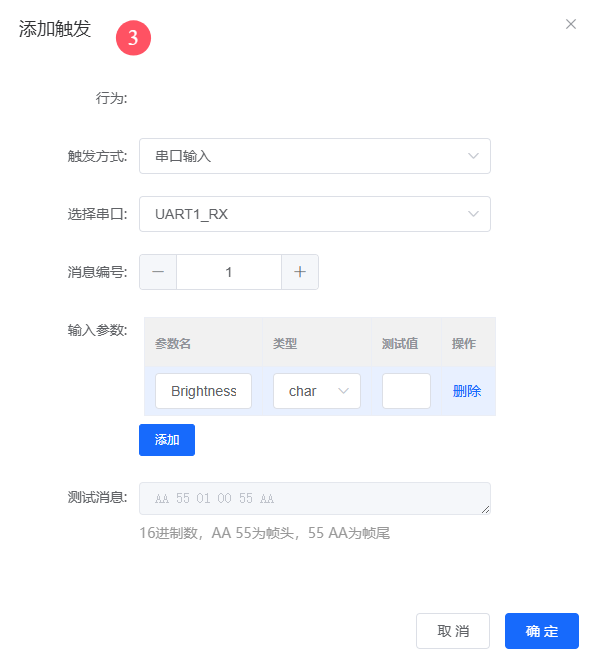 添加触发 3
行为:
触发方式: 串口输入
选择串口: UART1_RX
消息编号: 1
输入参数: 参数名 类型 测试值 操作
Brightness char 删除
添加
测试消息: AA 55 01 00 55 AA
16进制数，AA 55为帧头，55 AA为帧尾
取 消 确 定